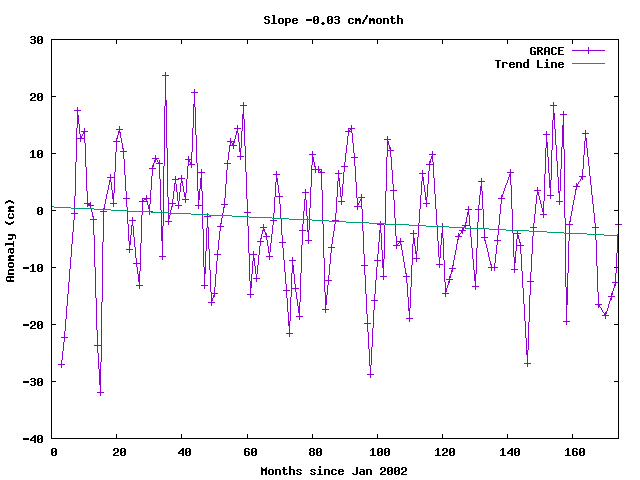 Slope -0.03 cm/month
GRACE
Trend Line
30
20
10
0
-10
-20
-30
-40
Anomaly (cm)
0 20 40 60 80 100 120 140 160
Months since Jan 2002